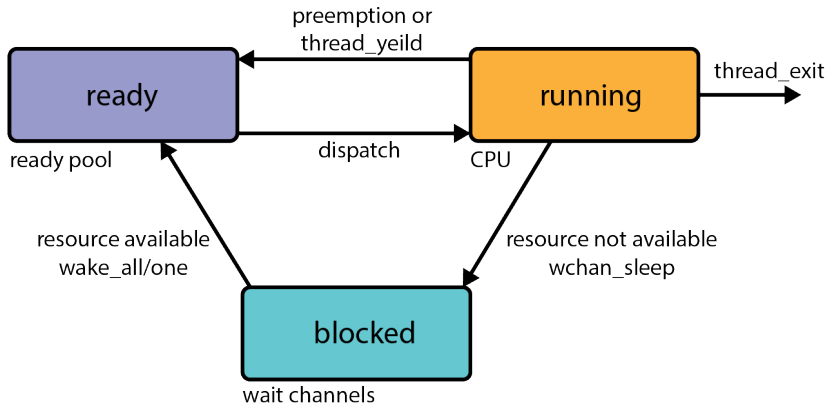 preemption or
thread_yeild
ready
running
thread_exit
ready pool
dispatch
CPU
resource available
wake_all/one
resource not available
wchan_sleep
blocked
wait channels